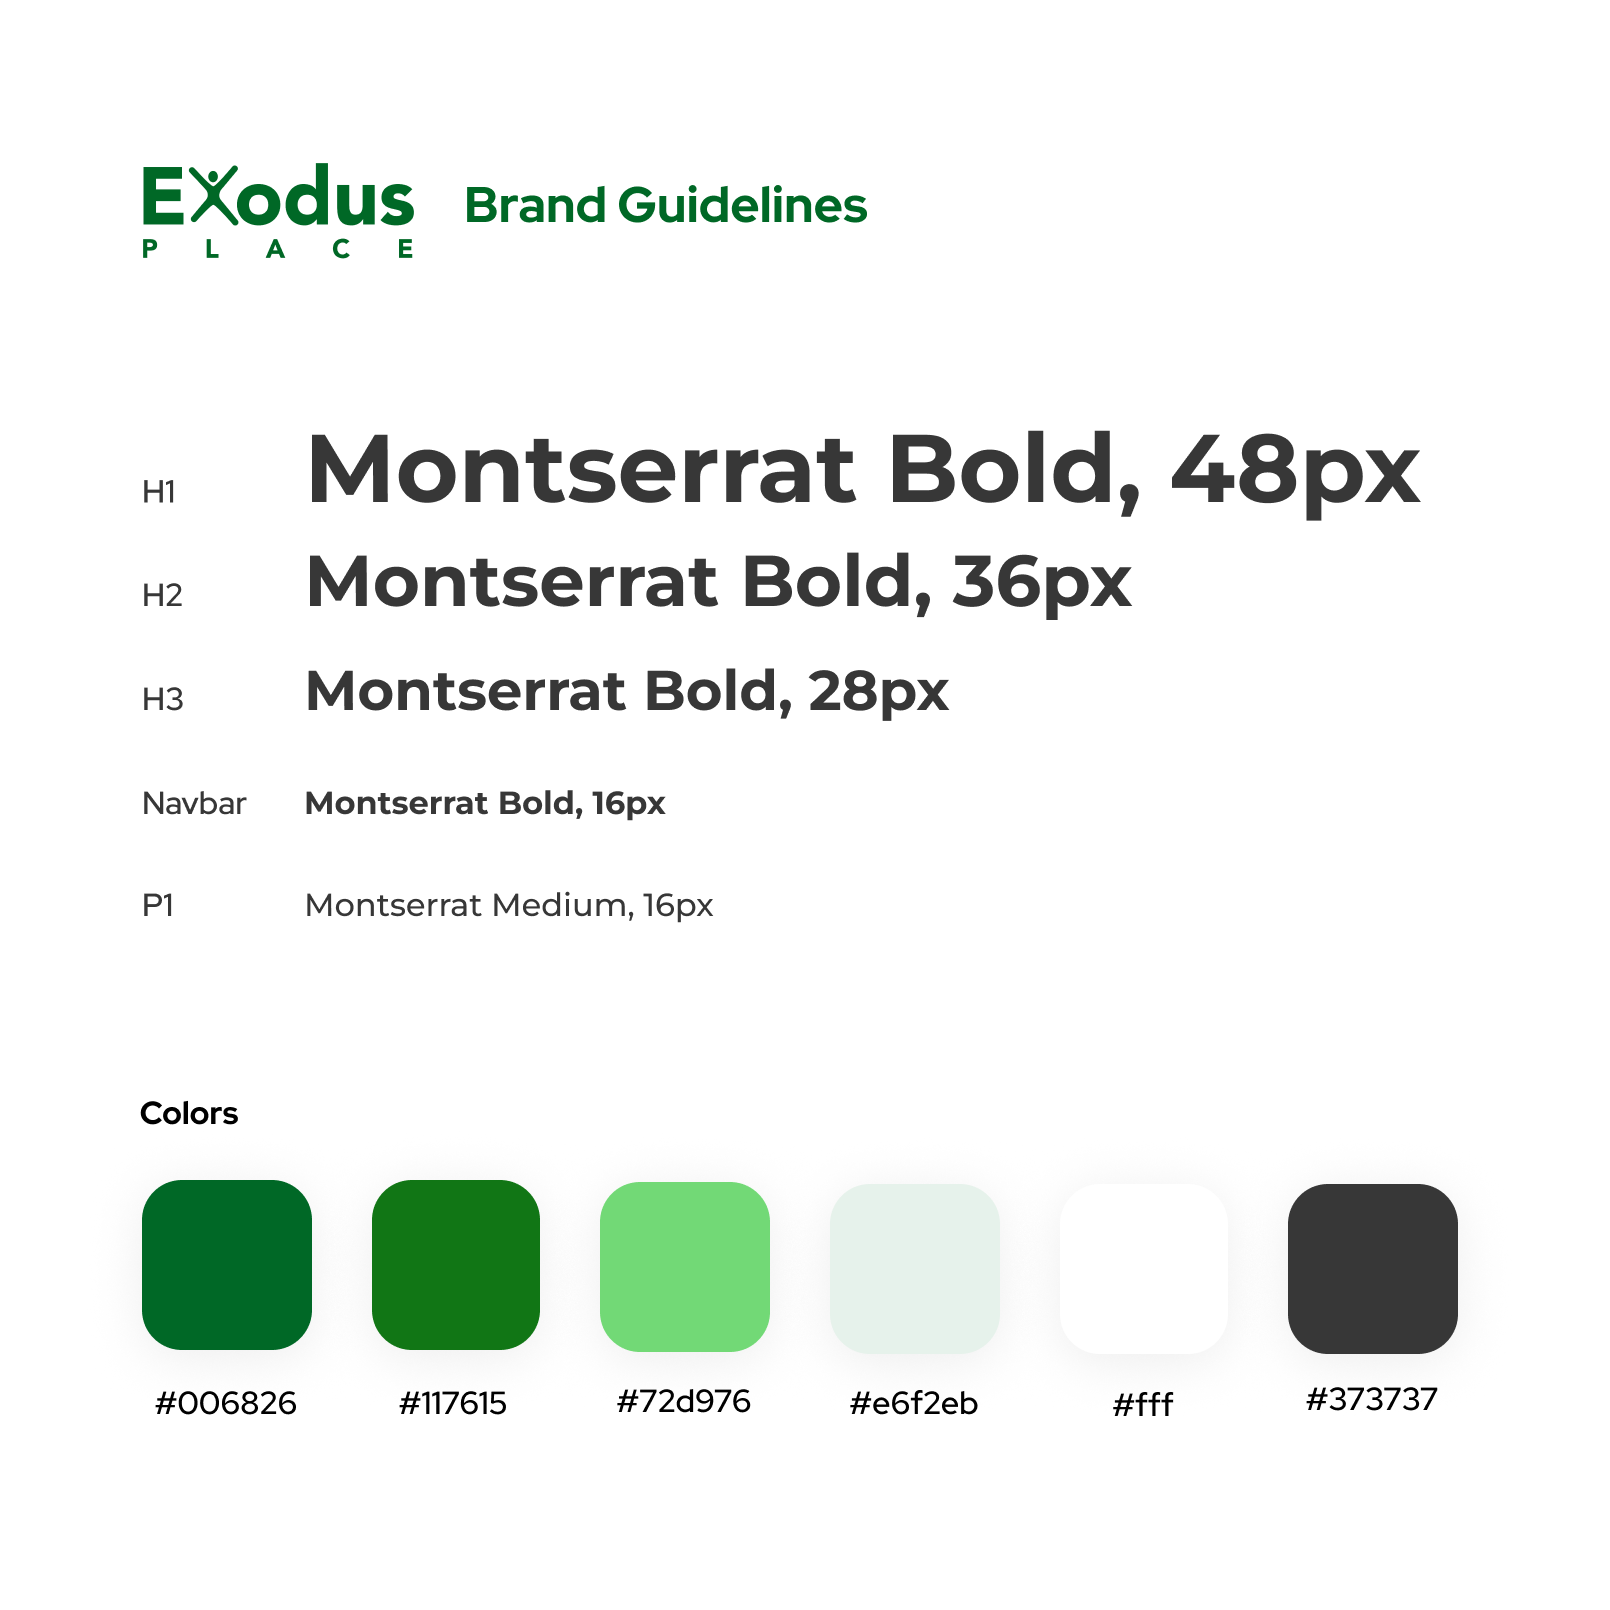 EXodus
PLACE
Brand Guidelines
H1 Montserrat Bold, 48px
H2 Montserrat Bold, 36px
H3 Montserrat Bold, 28px
Navbar Montserrat Bold, 16px
P1 Montserrat Medium, 16px
Colors
#006826 #117615 #72d976 #e6f2eb #fff #373737